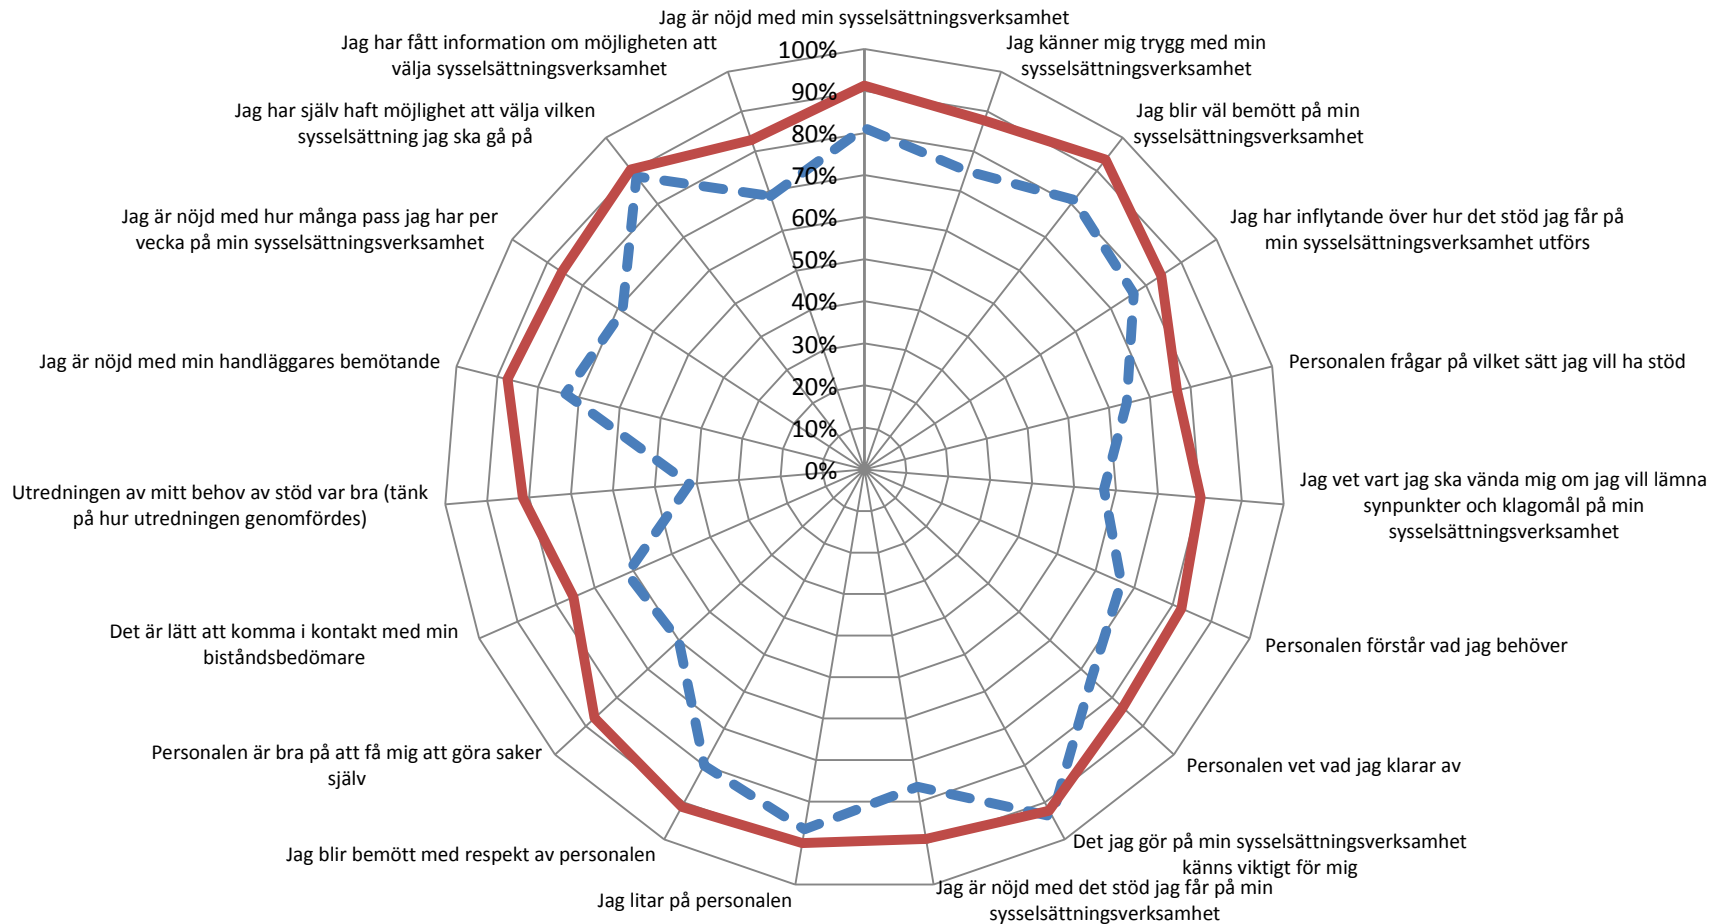 Jag är nöjd med min sysselsättningsverksamhet
Jag känner mig trygg med min
sysselsättningsverksamhet
Jag blir väl bemött på min
sysselsättningsverksamhet
Jag har inflytande över hur det stöd jag får på
min sysselsättningsverksamhet utförs
Personalen frågar på vilket sätt jag vill ha stöd
Jag vet vart jag ska vända mig om jag vill lämna
synpunkter och klagomål på min
sysselsättningsverksamhet
Personalen förstår vad jag behöver
Personalen vet vad jag klarar av
Det jag gör på min sysselsättningsverksamhet
känns viktigt för mig
Jag är nöjd med det stöd jag får på min
sysselsättningsverksamhet
Jag litar på personalen
Jag blir bemött med respekt av personalen
Personalen är bra på att få mig att göra saker
själv
Det är lätt att komma i kontakt med min
biståndsbedömare
Utredningen av mitt behov av stöd var bra (tänk
på hur utredningen genomfördes)
Jag är nöjd med min handläggares bemötande
Jag är nöjd med hur många pass jag har per
vecka på min sysselsättningsverksamhet
Jag har själv haft möjlighet att välja vilken
sysselsättning jag ska gå på
Jag har fått information om möjligheten att
välja sysselsättningsverksamhet
100%
90%
80%
70%
60%
50%
40%
30%
20%
10%
0%